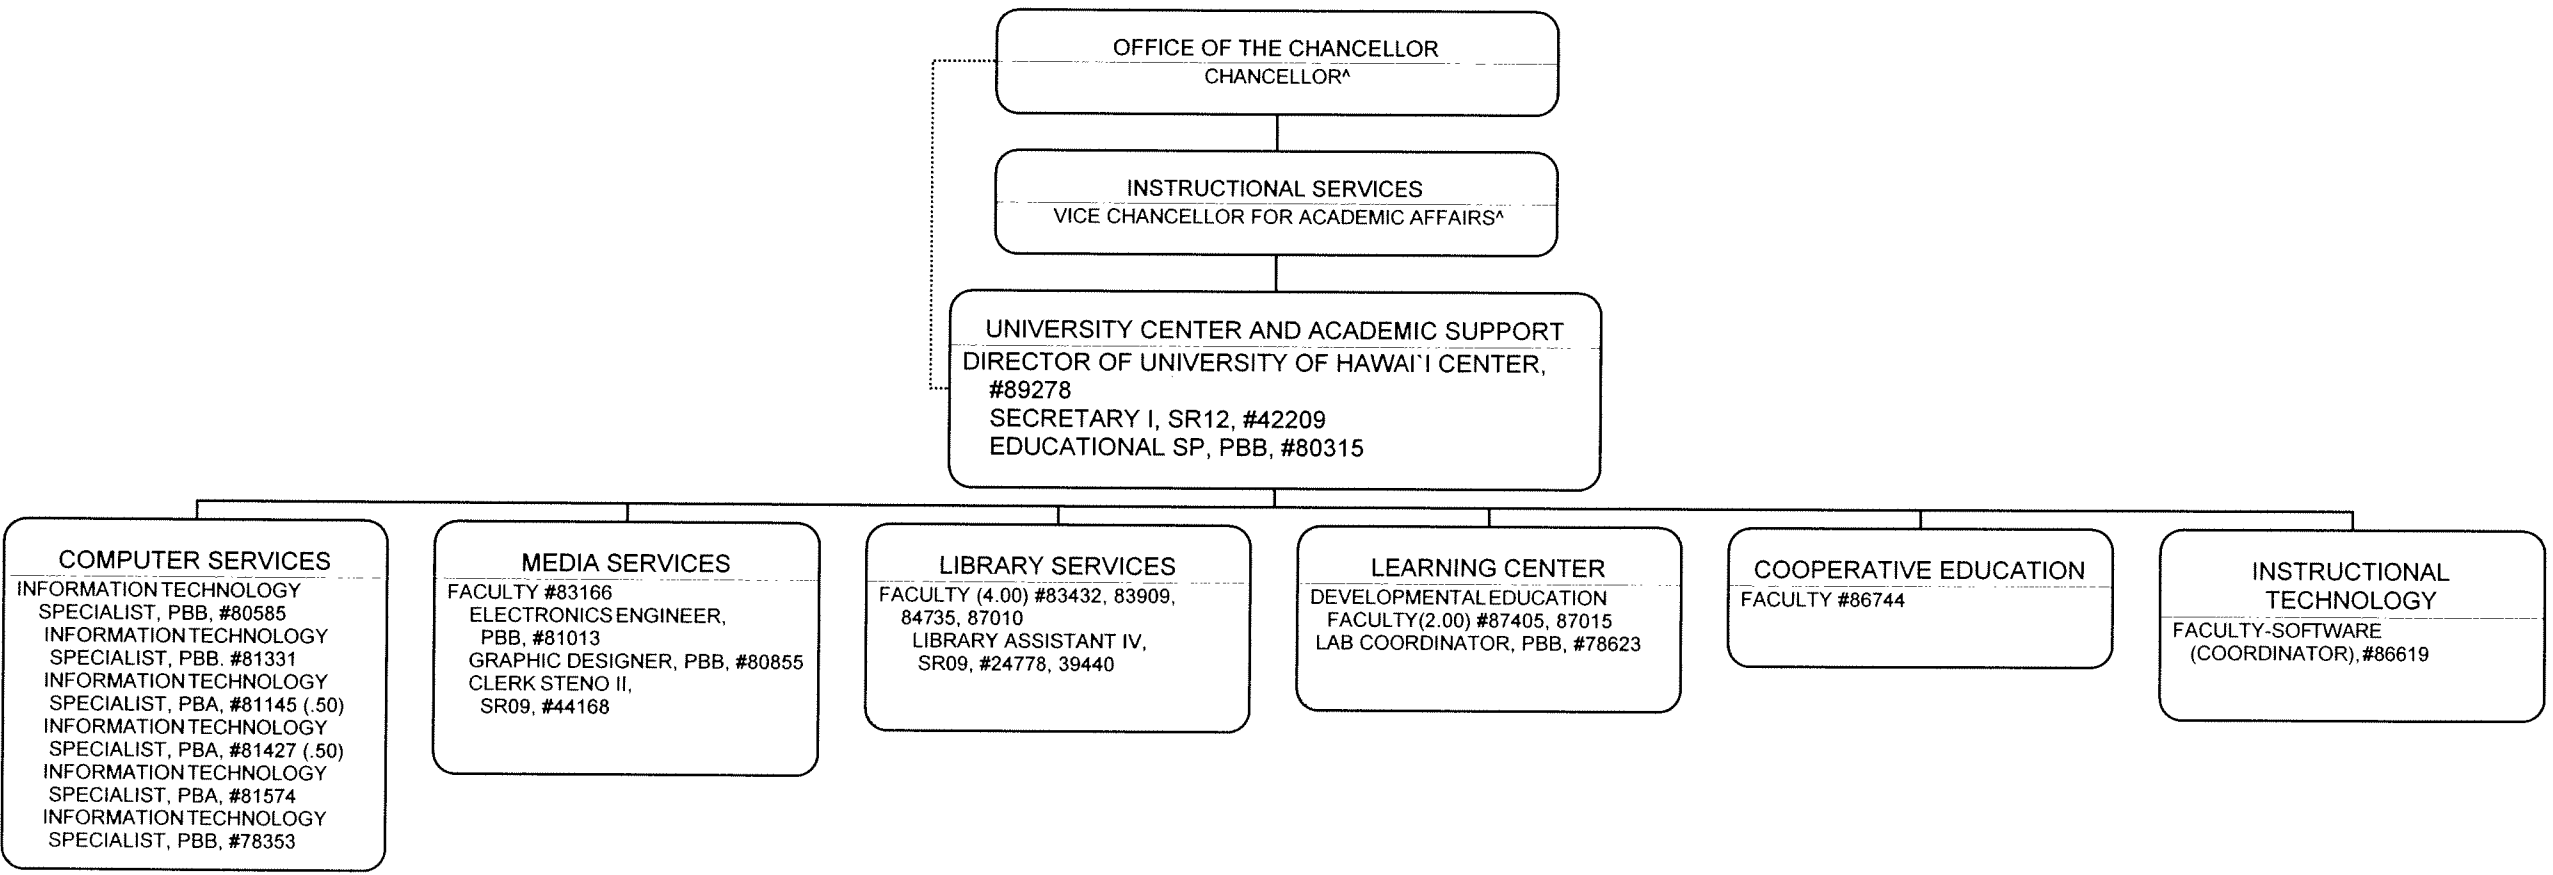 OFFICE OF THE CHANCELLOR
CHANCELLOR^
INSTRUCTIONAL SERVICES
VICE CHANCELLOR FOR ACADEMIC AFFAIRS^
UNIVERSITY CENTER AND ACADEMIC SUPPORT
DIRECTOR OF UNIVERSITY OF HAWAI`I CENTER,
#89278
SECRETARY I, SR12, #42209
EDUCATIONAL SP, PBB, #80315
COMPUTER SERVICES
INFORMATION TECHNOLOGY
SPECIALIST, PBB, #80585
INFORMATION TECHNOLOGY
SPECIALIST, PBB. #81331
INFORMATION TECHNOLOGY
SPECIALIST, PBA, #81145 (.50)
INFORMATION TECHNOLOGY
SPECIALIST, PBA, #81427 (.50)
INFORMATION TECHNOLOGY
SPECIALIST, PBA, #81574
INFORMATION TECHNOLOGY
SPECIALIST, PBB, #78353
MEDIA SERVICES
FACULTY #83166
ELECTRONICS ENGINEER,
PBB, #81013
GRAPHIC DESIGNER, PBB, #80855
CLERK STENO II,
SR09, #44168
LIBRARY SERVICES
FACULTY (4.00) #83432, 83909,
84735, 87010
LIBRARY ASSISTANT IV,
SR09, #24778, 39440
LEARNING CENTER
DEVELOPMENTAL EDUCATION
FACULTY (2.00) #87405, 87015
LAB COORDINATOR, PBB, #78623
COOPERATIVE EDUCATION
FACULTY #86744
INSTRUCTIONAL
TECHNOLOGY
FACULTY-SOFTWARE
(COORDINATOR), #86619